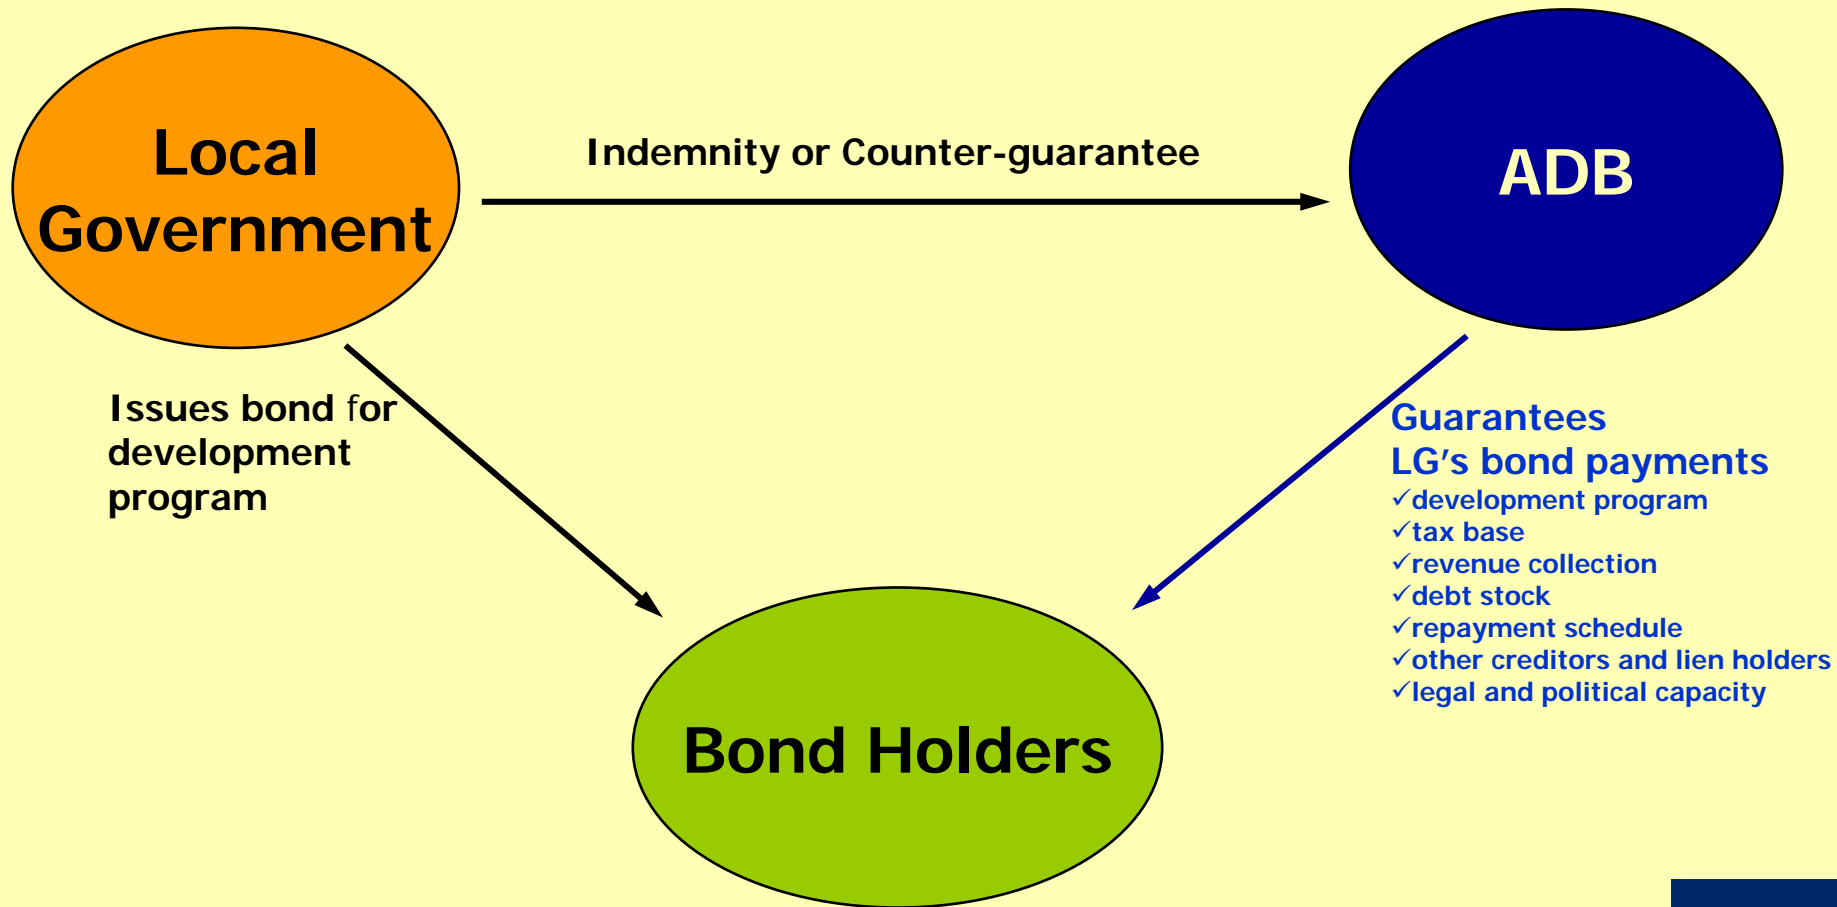 Local
Government
Indemnity or Counter-guarantee
ADB
Issues bond for
development
program
Guarantees
LG's bond payments
✓development program
✓tax base
✓revenue collection
✓debt stock
✓repayment schedule
✓other creditors and lien holders
✓legal and political capacity
Bond Holders